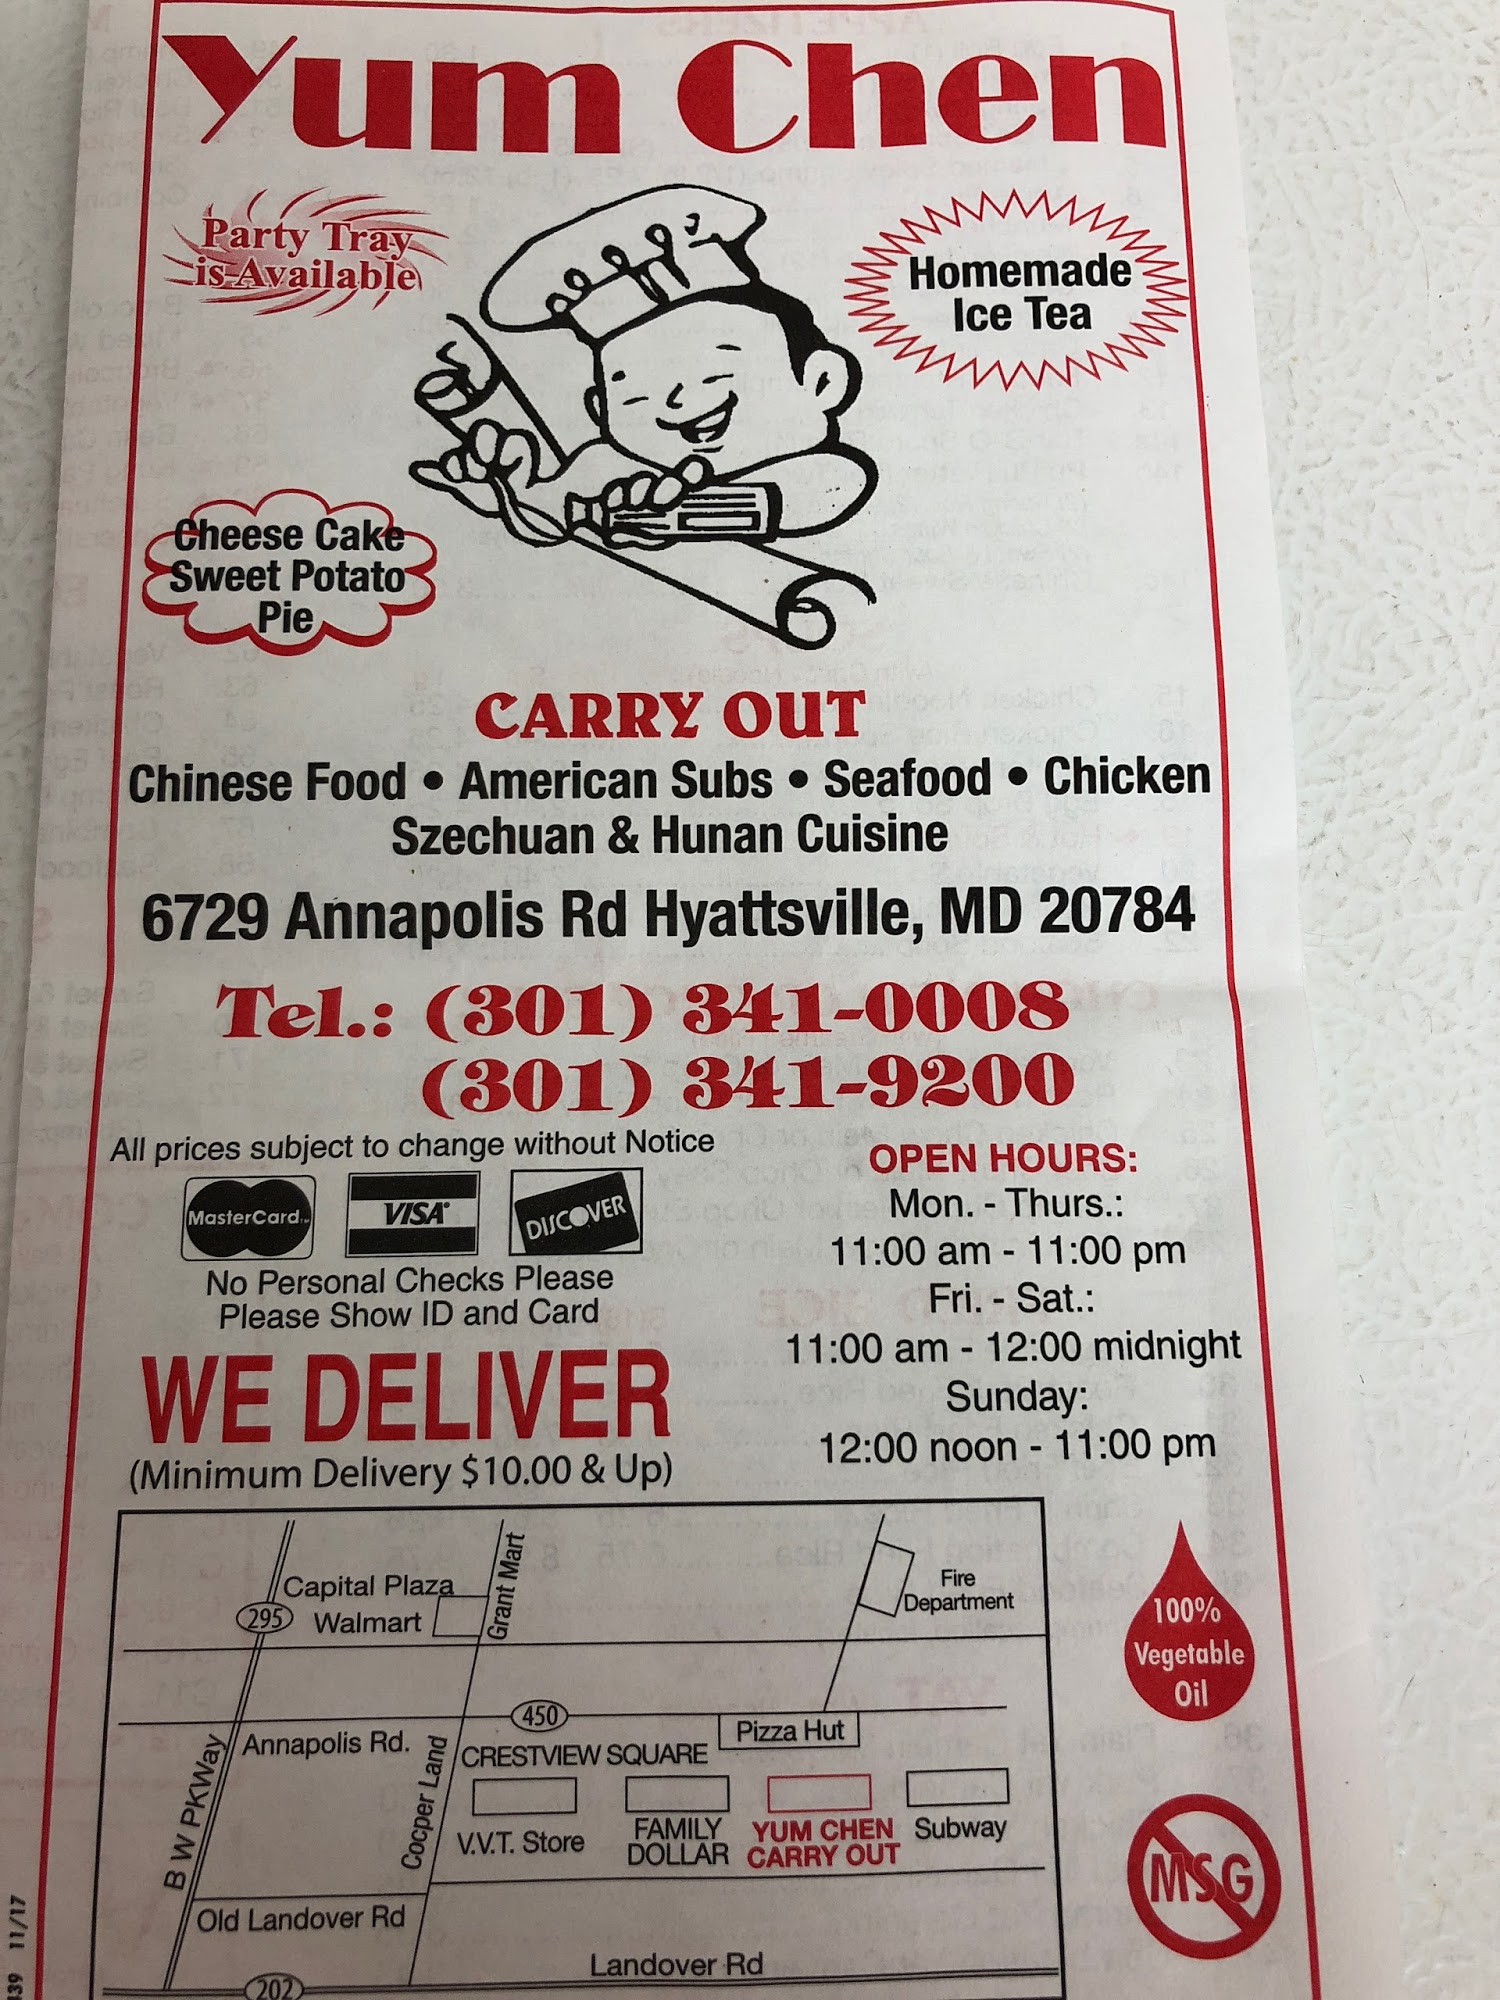 Yum Chen
Party Tray
is Available
Homemade
Ice Tea
Cheese Cake
Sweet Potato
Pie
CARRY OUT
Chinese Food • American Subs • Seafood • Chicken
Szechuan & Hunan Cuisine
6729 Annapolis Rd Hyattsville, MD 20784
Tel.: (301) 341-0008
(301) 341-9200
All prices subject to change without Notice
MasterCard
VISA
DISCOVER
No Personal Checks Please
Please Show ID and Card
OPEN HOURS:
Mon. - Thurs.:
11:00 am - 11:00 pm
Fri. - Sat.:
11:00 am - 12:00 midnight
Sunday:
12:00 noon - 11:00 pm
WE DELIVER
(Minimum Delivery $10.00 & Up)
Capital Plaza
Walmart
295
Grant Mart
Fire
Department
450
Annapolis Rd.
B W PKWay
Cocper Land
CRESTVIEW SQUARE
Pizza Hut
V.V.T. Store
FAMILY
DOLLAR
YUM CHEN
CARRY OUT
Subway
Old Landover Rd
Landover Rd
202
100%
Vegetable
Oil
MSG
11/17